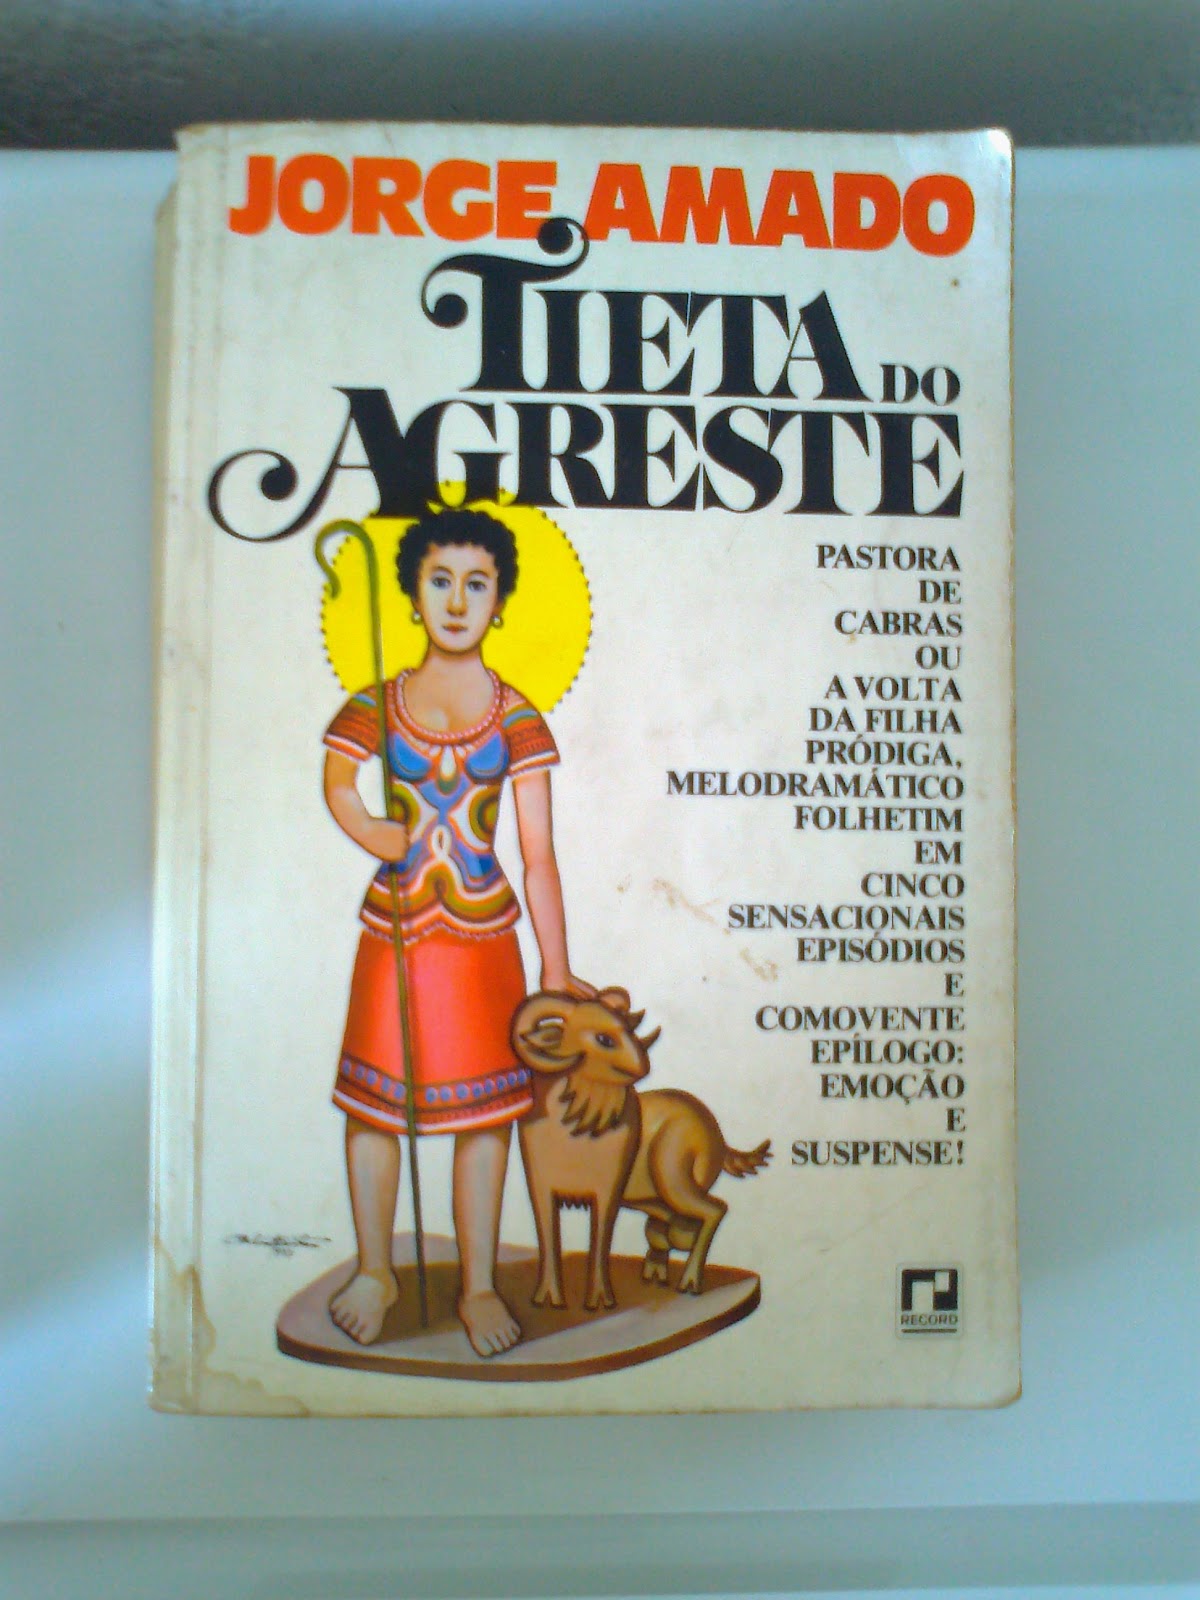 JORGE AMADO
TIETA DO
AGRESTE
PASTORA
DE
CABRAS
OU
A VOLTA
DA FILHA
PRÓDIGA,
MELODRAMÁTICO
FOLHETIM
EM
CINCO
SENSACIONAIS
EPISÓDIOS
E
COMOVENTE
EPÍLOGO:
EMOÇÃO
E
SUSPENSE!
RECORD